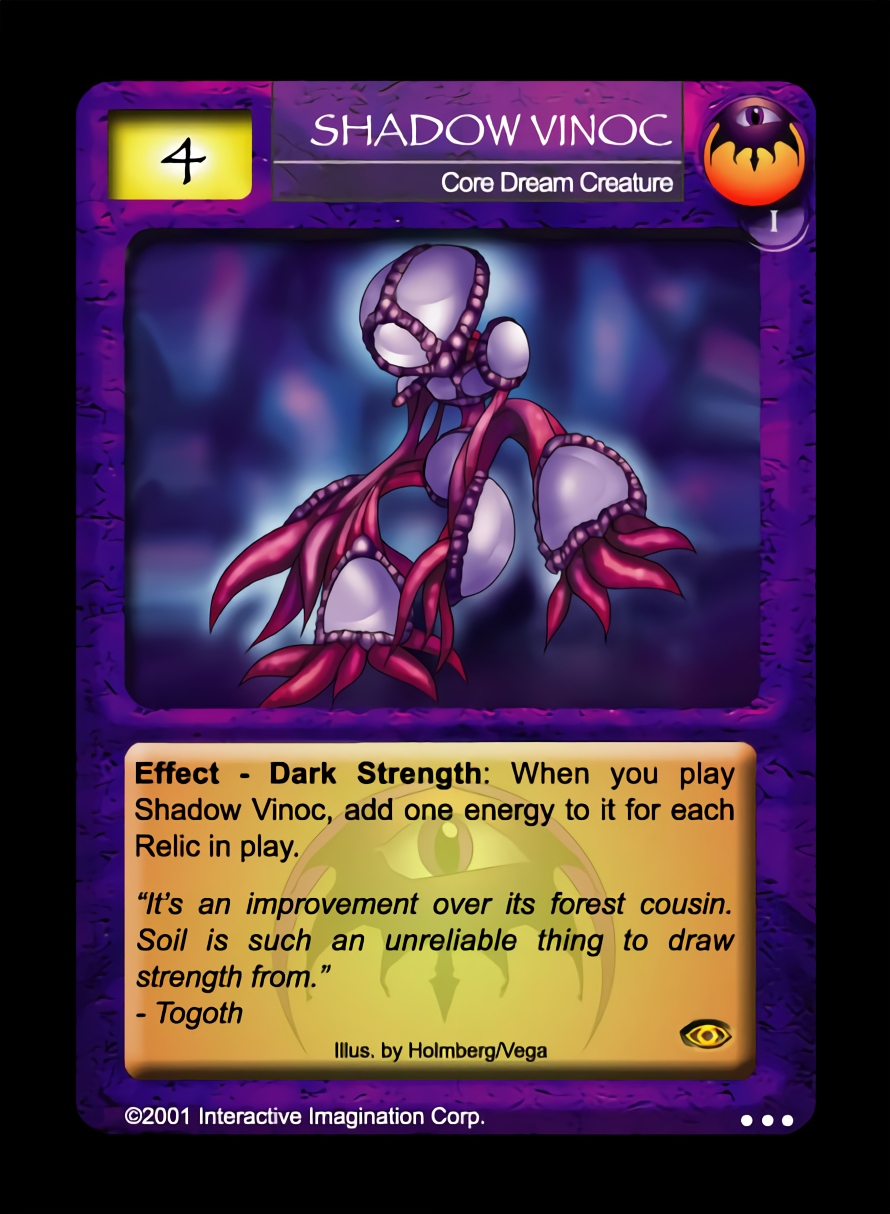 4
SHADOW VINOC
Core Dream Creature
I
Effect - Dark Strength: When you play
Shadow Vinoc, add one energy to it for each
Relic in play.
“It’s an improvement over its forest cousin.
Soil is such an unreliable thing to draw
strength from.”
- Togoth
Illus. by Holmberg/Vega
©2001 Interactive Imagination Corp.